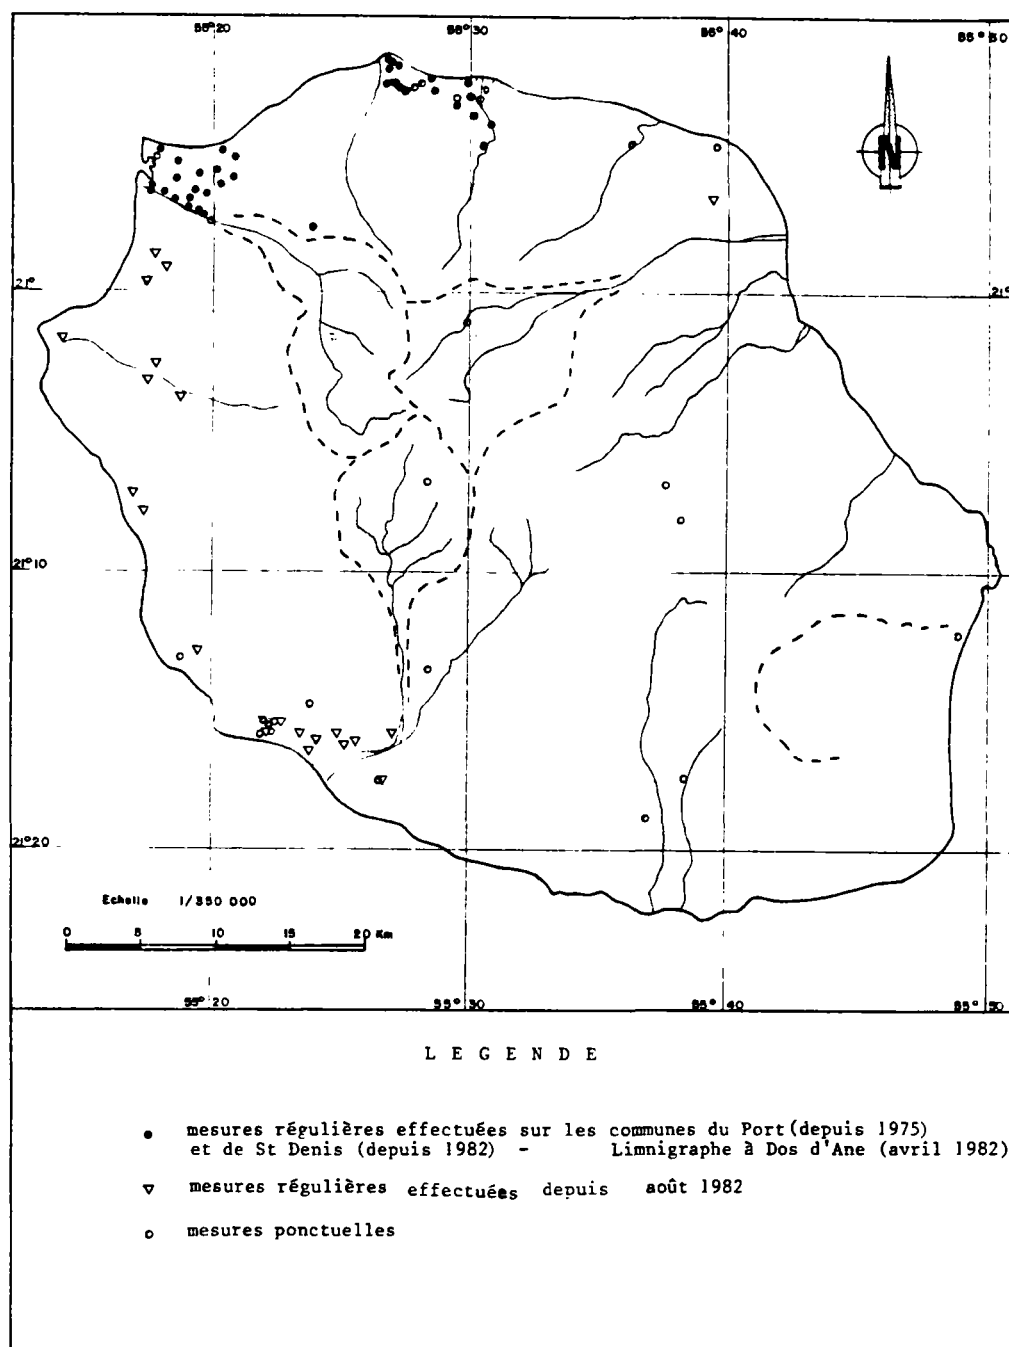 55° 20
55° 30
55° 40
55° 50
N
21°
21°
21°10
21°20
Echelle 1/350 000
0 5 10 15 20 Km
55° 20
55° 30
55° 40
55° 50
L E G E N D E
mesures régulières effectuées sur les communes du Port (depuis 1975)
et de St Denis (depuis 1982) - Limnigraphe à Dos d'Ane (avril 1982)
mesures régulières effectuées depuis août 1982
mesures ponctuelles